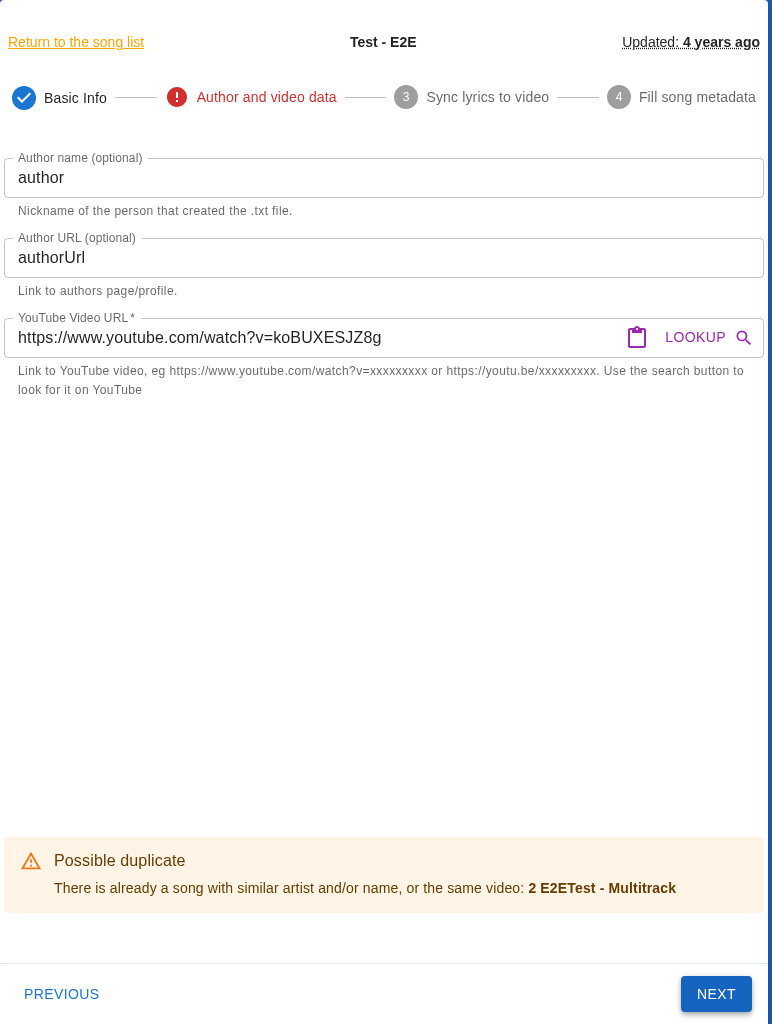 Return to the song list
Test - E2E
Updated: 4 years ago
Basic Info
Author and video data
3
Sync lyrics to video
4
Fill song metadata
Author name (optional)
author
Nickname of the person that created the .txt file.
Author URL (optional)
authorUrl
Link to authors page/profile.
YouTube Video URL *
https://www.youtube.com/watch?v=koBUXESJZ8g
LOOKUP
Link to YouTube video, eg https://www.youtube.com/watch?v=xxxxxxxxx or https://youtu.be/xxxxxxxxx. Use the search button to
look for it on YouTube
Possible duplicate
There is already a song with similar artist and/or name, or the same video: 2 E2ETest - Multitrack
PREVIOUS
NEXT